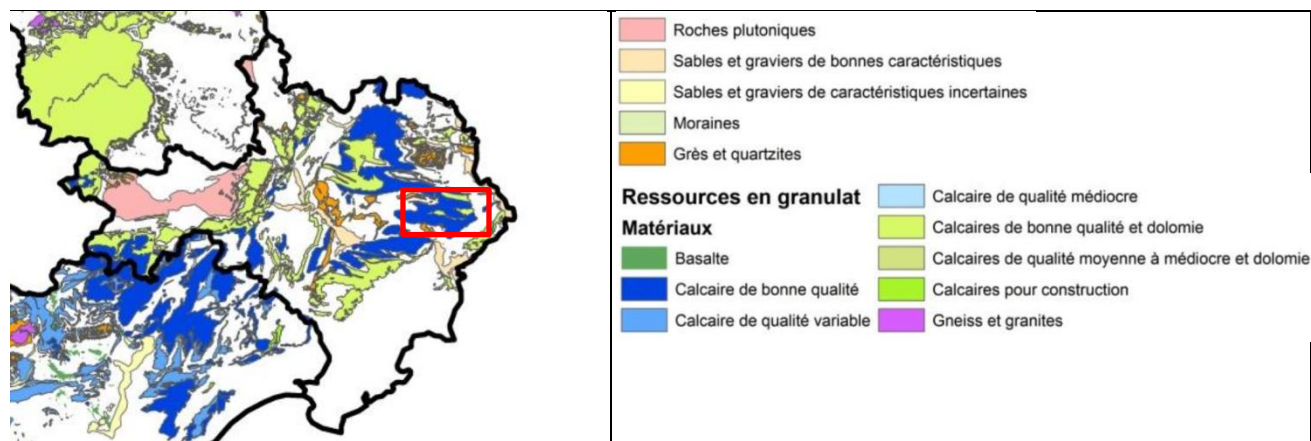 Roches plutoniques
Sables et graviers de bonnes caractéristiques
Sables et graviers de caractéristiques incertaines
Moraines
Grès et quartzites
Ressources en granulat
Matériaux
Basalte
Calcaire de bonne qualité
Calcaire de qualité variable
Calcaire de qualité médiocre
Calcaires de bonne qualité et dolomie
Calcaires de qualité moyenne à médiocre et dolomie
Calcaires pour construction
Gneiss et granites